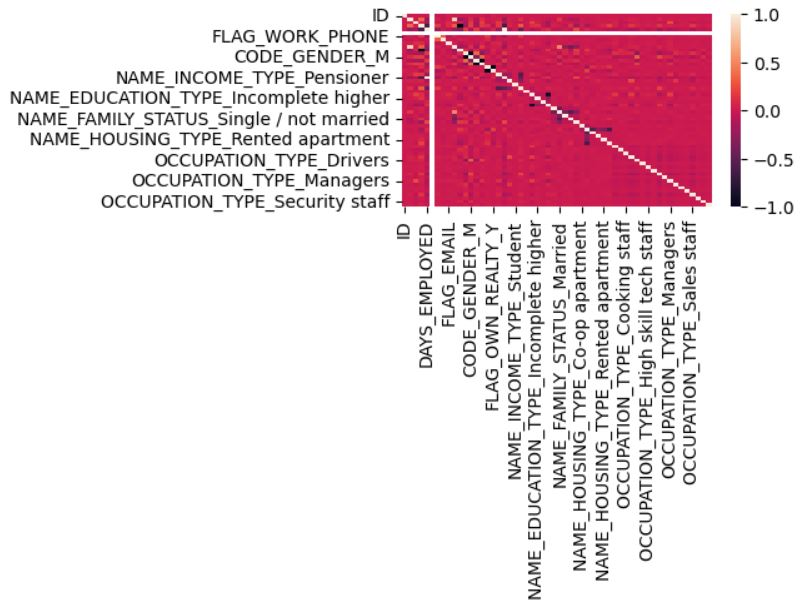 ID
FLAG_WORK_PHONE
CODE_GENDER_M
NAME_INCOME_TYPE_Pensioner
NAME_EDUCATION_TYPE_Incomplete higher
NAME_FAMILY_STATUS_Single / not married
NAME_HOUSING_TYPE_Rented apartment
OCCUPATION_TYPE_Drivers
OCCUPATION_TYPE_Managers
OCCUPATION_TYPE_Security staff
1.0
0.5
0.0
−0.5
−1.0
ID
DAYS_EMPLOYED
FLAG_EMAIL
CODE_GENDER_M
FLAG_OWN_REALTY_Y
NAME_INCOME_TYPE_Student
NAME_EDUCATION_TYPE_Incomplete higher
NAME_FAMILY_STATUS_Married
NAME_HOUSING_TYPE_Co-op apartment
NAME_HOUSING_TYPE_Rented apartment
OCCUPATION_TYPE_Cooking staff
OCCUPATION_TYPE_High skill tech staff
OCCUPATION_TYPE_Managers
OCCUPATION_TYPE_Sales staff